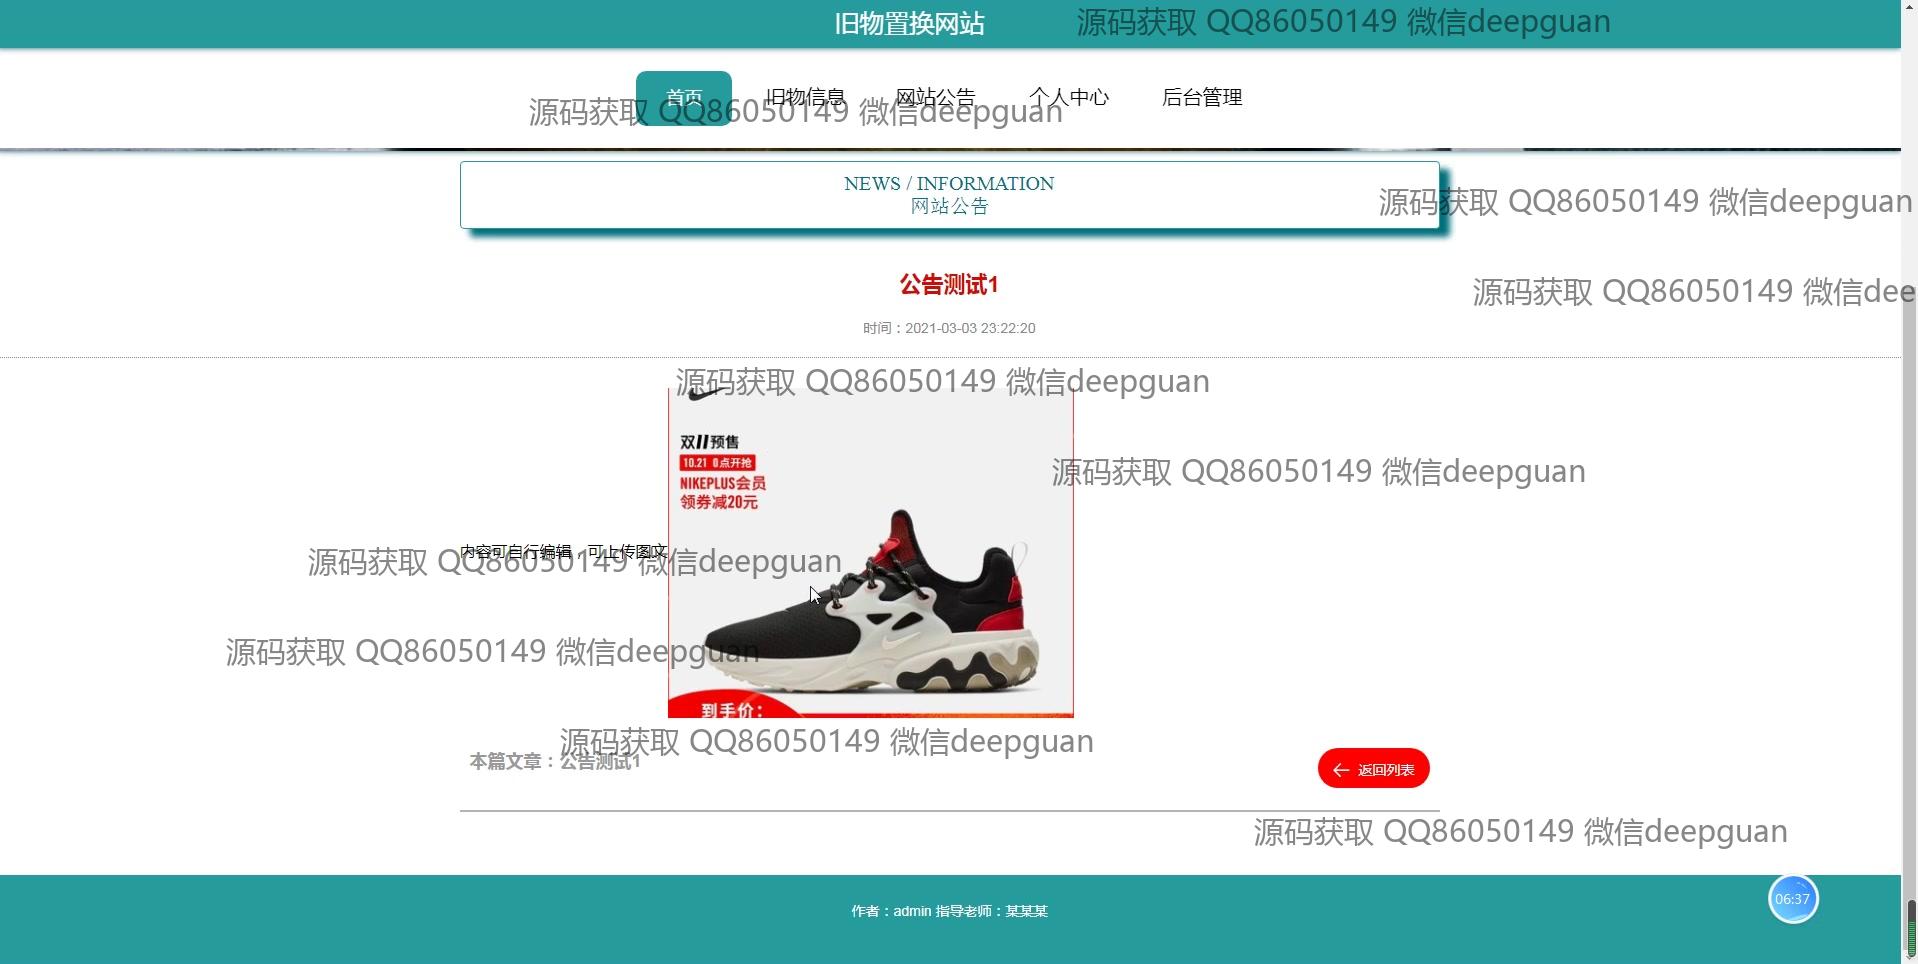 旧物置换网站
源码获取 QQ86050149 微信deepguan
首页 旧物信息 网站公告 个人中心 后台管理
源码获取 QQ86050149 微信deepguan
NEWS / INFORMATION
网站公告
源码获取 QQ86050149 微信deepguan
公告测试1
源码获取 QQ86050149 微信dee
时间：2021-03-03 23:22:20
源码获取 QQ86050149 微信deepguan
双11预售
10.21 0点开抢
NIKEPLUS会员
领券减20元
源码获取 QQ86050149 微信deepguan
内容可自行编辑，可上传图文
源码获取 QQ86050149 微信deepguan
源码获取 QQ86050149 微信deepguan
到手价：
源码获取 QQ86050149 微信deepguan
本篇文章：公告测试1
← 返回列表
源码获取 QQ86050149 微信deepguan
06:37
作者：admin 指导老师：某某某